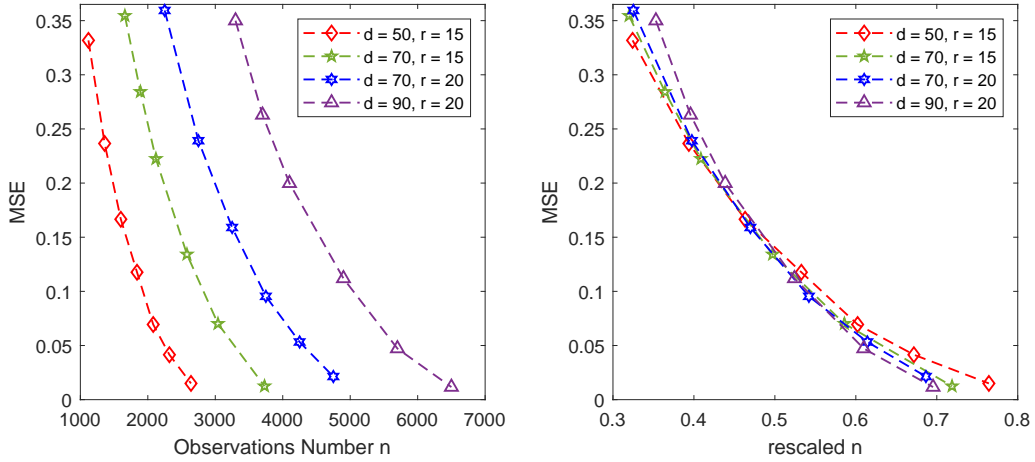 0.35
0.3
0.25
0.2
0.15
0.1
0.05
0
MSE
1000 2000 3000 4000 5000 6000 7000
Observations Number n
d = 50, r = 15
d = 70, r = 15
d = 70, r = 20
d = 90, r = 20
0.35
0.3
0.25
0.2
0.15
0.1
0.05
0
MSE
0.3 0.4 0.5 0.6 0.7 0.8
rescaled n
d = 50, r = 15
d = 70, r = 15
d = 70, r = 20
d = 90, r = 20